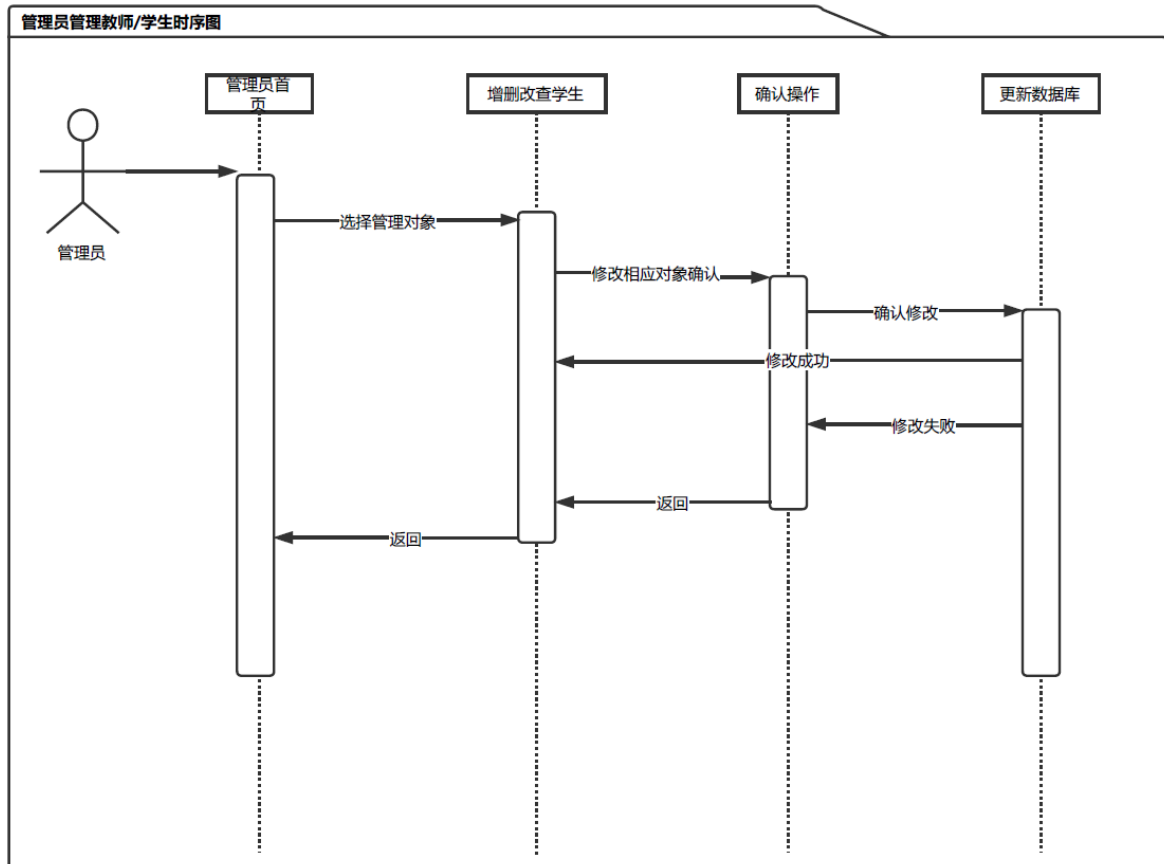 管理员管理教师/学生时序图
管理员首
页
增删改查学生
确认操作
更新数据库
管理员
选择管理对象
修改相应对象确认
确认修改
修改成功
修改失败
返回
返回